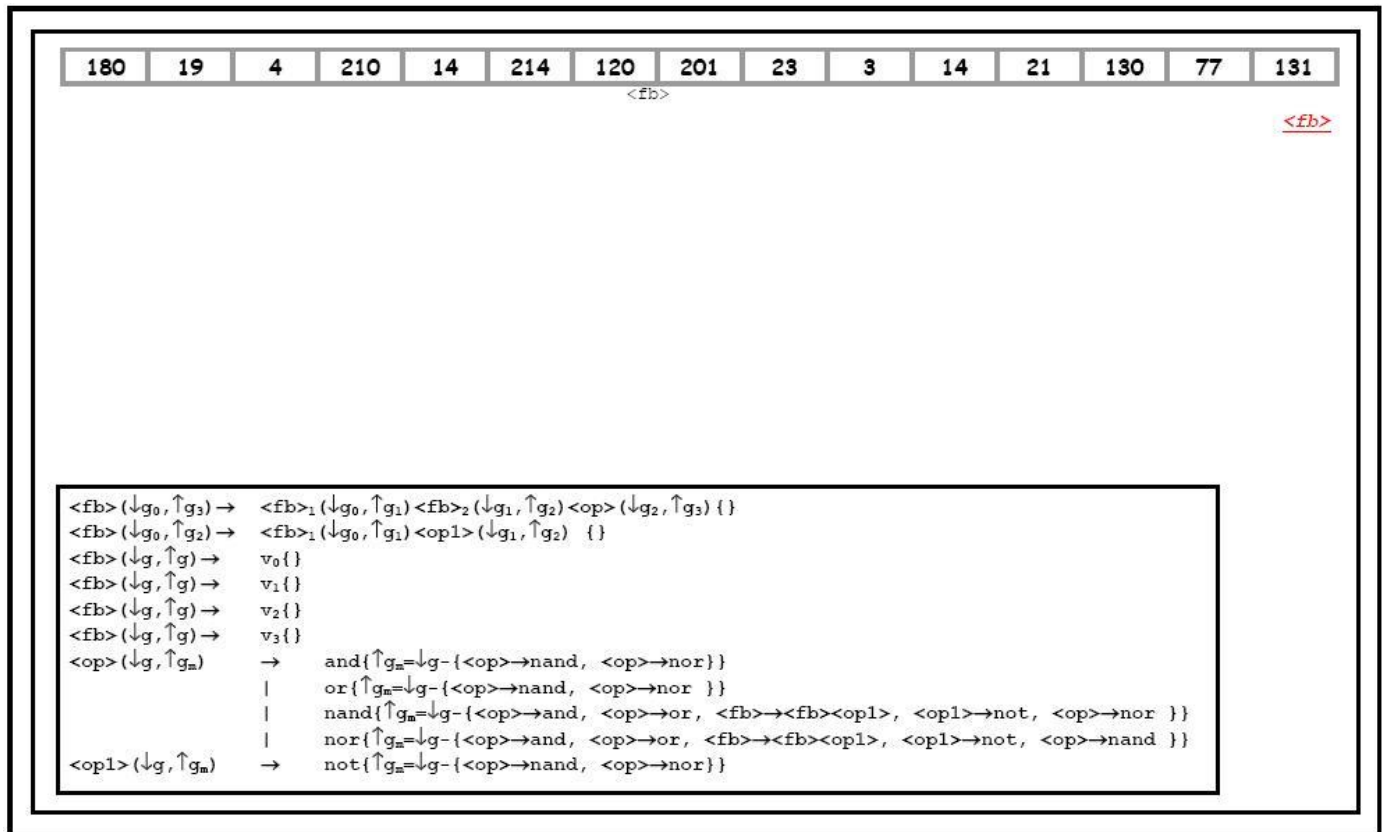 180 19 4 210 14 214 120 201 23 3 14 21 130 77 131
<fb>
<fb>
<fb>(↓g₀,↑g₃)→ <fb>₁(↓g₀,↑g₁)<fb>₂(↓g₁,↑g₂)<op>(↓g₂,↑g₃){}
<fb>(↓g₀,↑g₂)→ <fb>₁(↓g₀,↑g₁)<op1>(↓g₁,↑g₂) {}
<fb>(↓g,↑g)→ v₀{}
<fb>(↓g,↑g)→ v₁{}
<fb>(↓g,↑g)→ v₂{}
<fb>(↓g,↑g)→ v₃{}
<op>(↓g,↑gₘ) → and{↑gₘ=↓g-{<op>→nand, <op>→nor}}
| or{↑gₘ=↓g-{<op>→nand, <op>→nor }}
| nand{↑gₘ=↓g-{<op>→and, <op>→or, <fb>→<fb><op1>, <op1>→not, <op>→nor }}
| nor{↑gₘ=↓g-{<op>→and, <op>→or, <fb>→<fb><op1>, <op1>→not, <op>→nand }}
<op1>(↓g,↑gₘ) → not{↑gₘ=↓g-{<op>→nand, <op>→nor}}